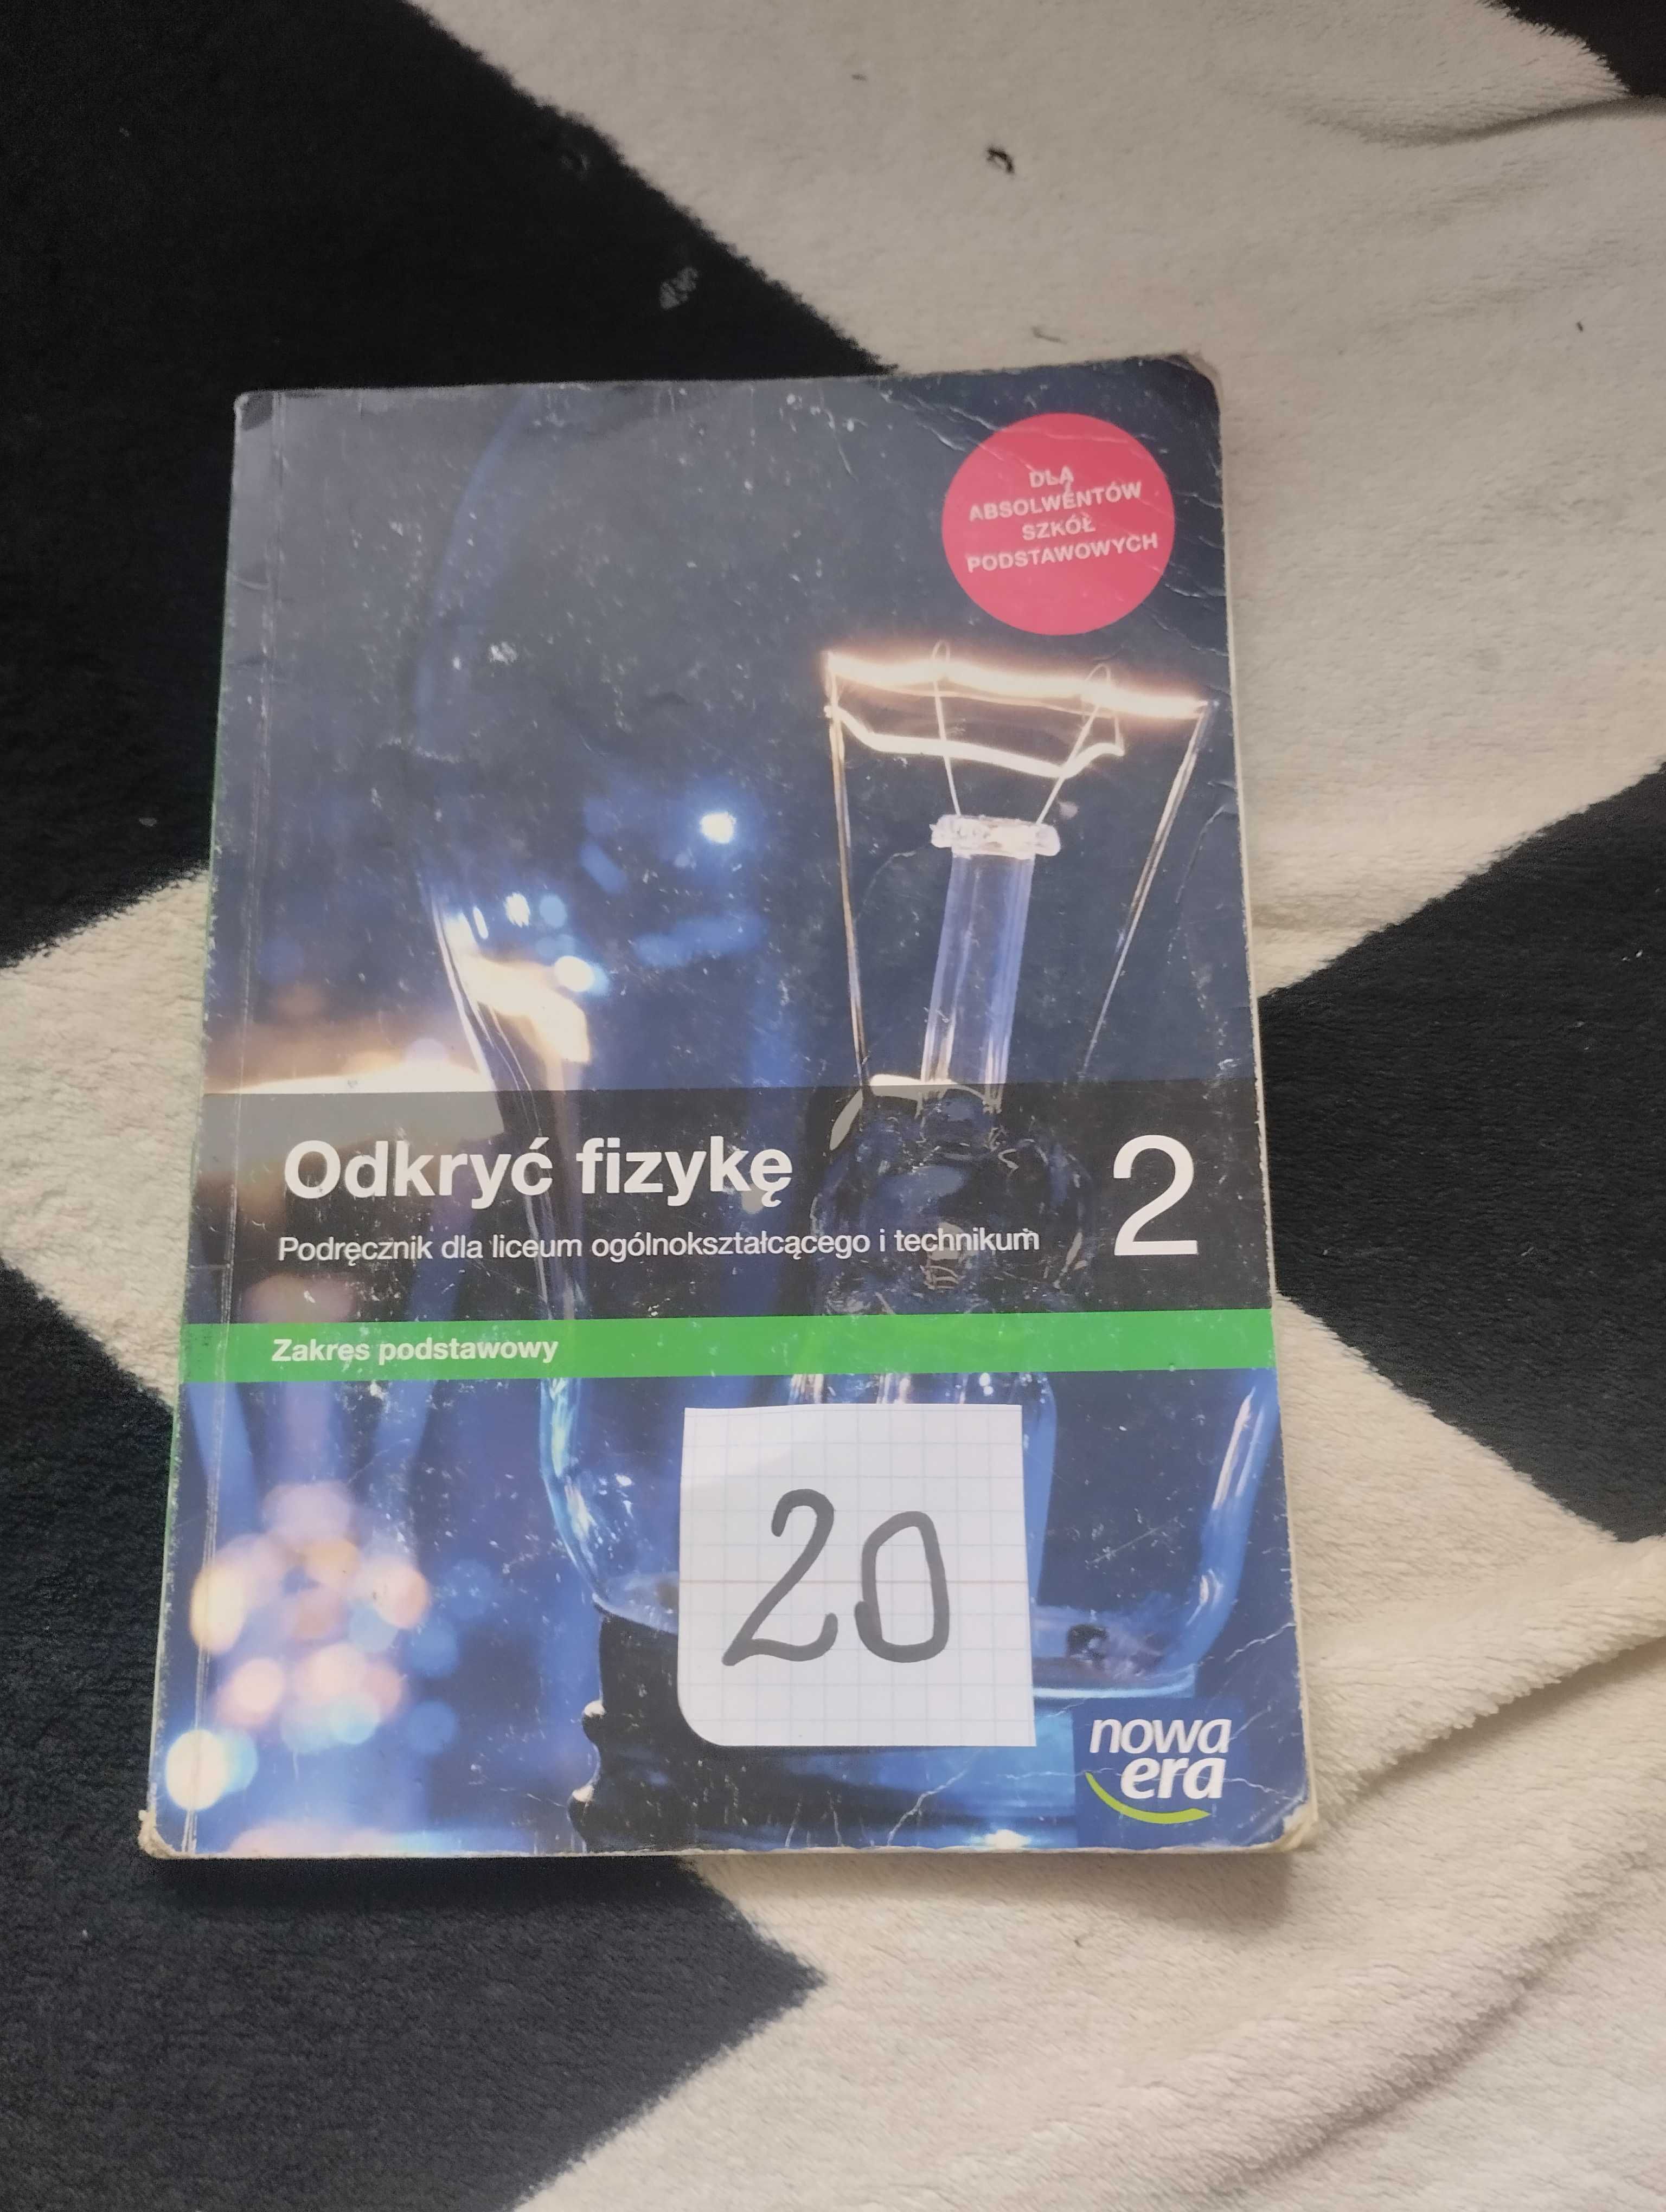 DLA
ABSOLWENTÓW
SZKÓŁ
PODSTAWOWYCH
Odkryć fizykę 2
Podręcznik dla liceum ogólnokształcącego i technikum
Zakres podstawowy
20
nowa
era